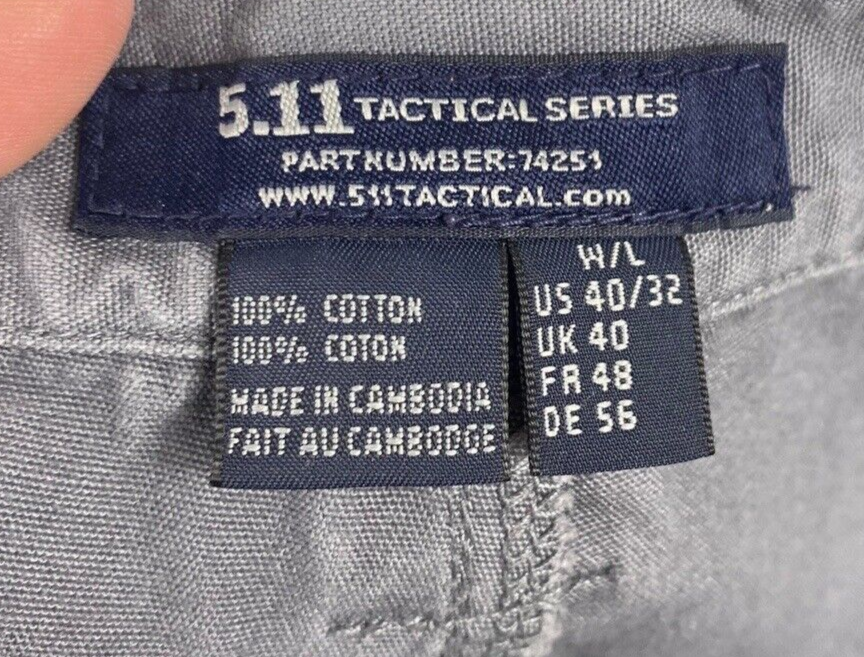 5.11 TACTICAL SERIES
PART NUMBER:74251
WWW.511TACTICAL.com
100% COTTON
100% COTON
MADE IN CAMBODIA
FAIT AU CAMBODGE
W/L
US 40/32
UK 40
FR 48
DE 56